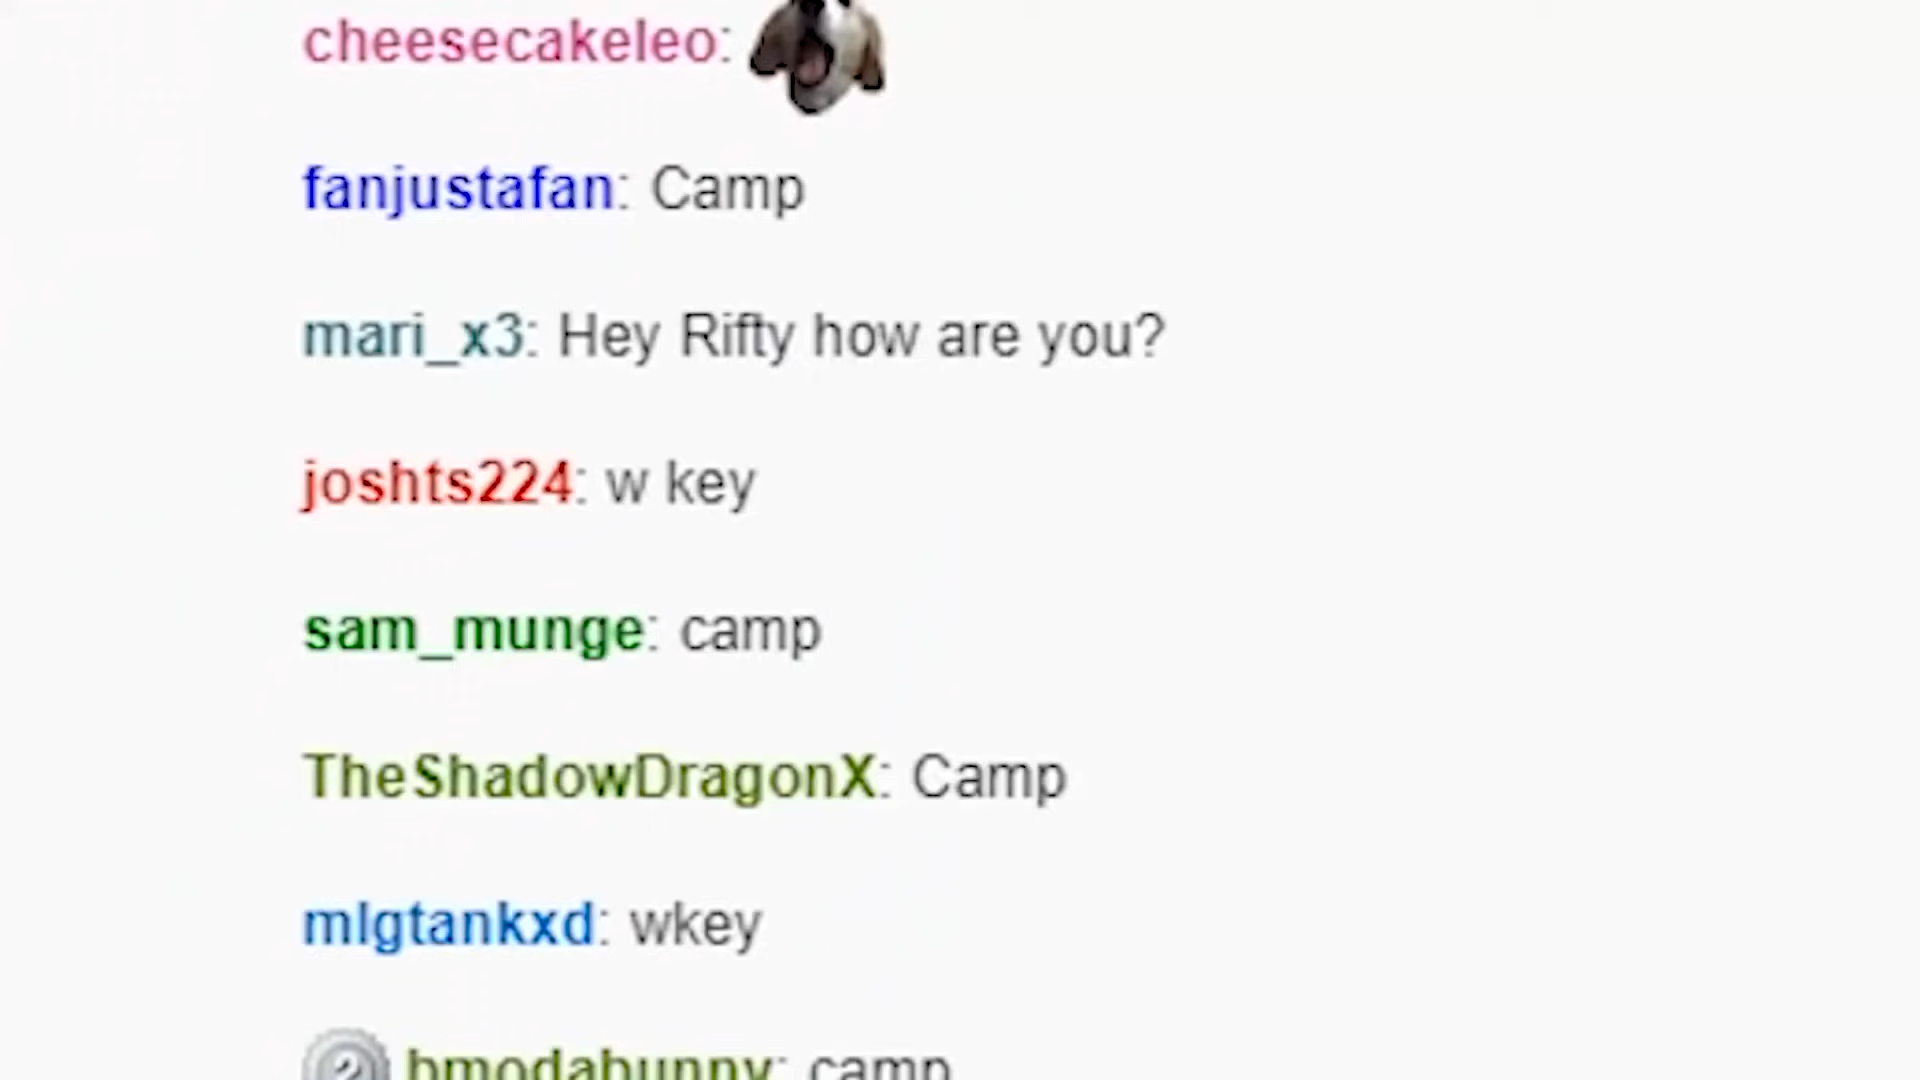 cheesecakeleo:
fanjustafan: Camp
mari_x3: Hey Rifty how are you?
joshts224: w key
sam_munge: camp
TheShadowDragonX: Camp
mlgtankxd: wkey
2 bmodabunny: camp